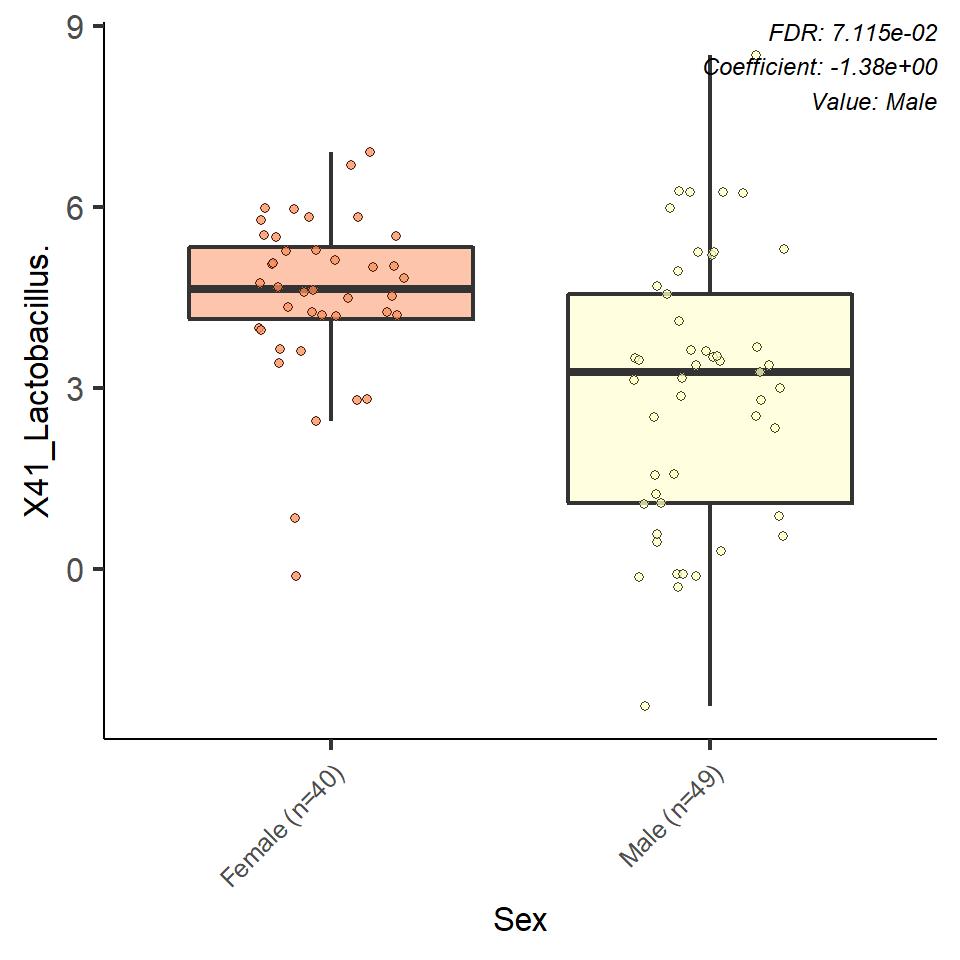 FDR: 7.115e-02
Coefficient: -1.38e+00
Value: Male
9
6
3
0
X41_Lactobacillus.
Female (n=40)
Male (n=49)
Sex